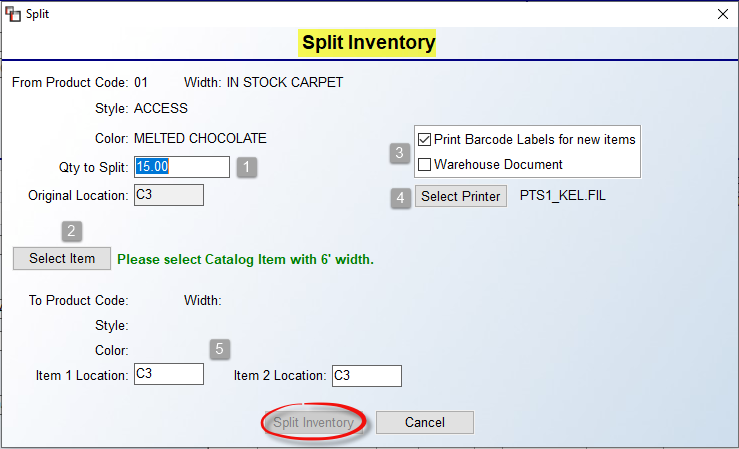 Split
Split Inventory
From Product Code: 01 Width: IN STOCK CARPET
Style: ACCESS
Color: MELTED CHOCOLATE
Print Barcode Labels for new items
Qty to Split: 15.00 1
3
Warehouse Document
Original Location: C3
4 Select Printer PTS1_KEL.FIL
2
Select Item Please select Catalog Item with 6' width.
To Product Code: Width:
Style:
Color: 5
Item 1 Location: C3 Item 2 Location: C3
Split Inventory Cancel